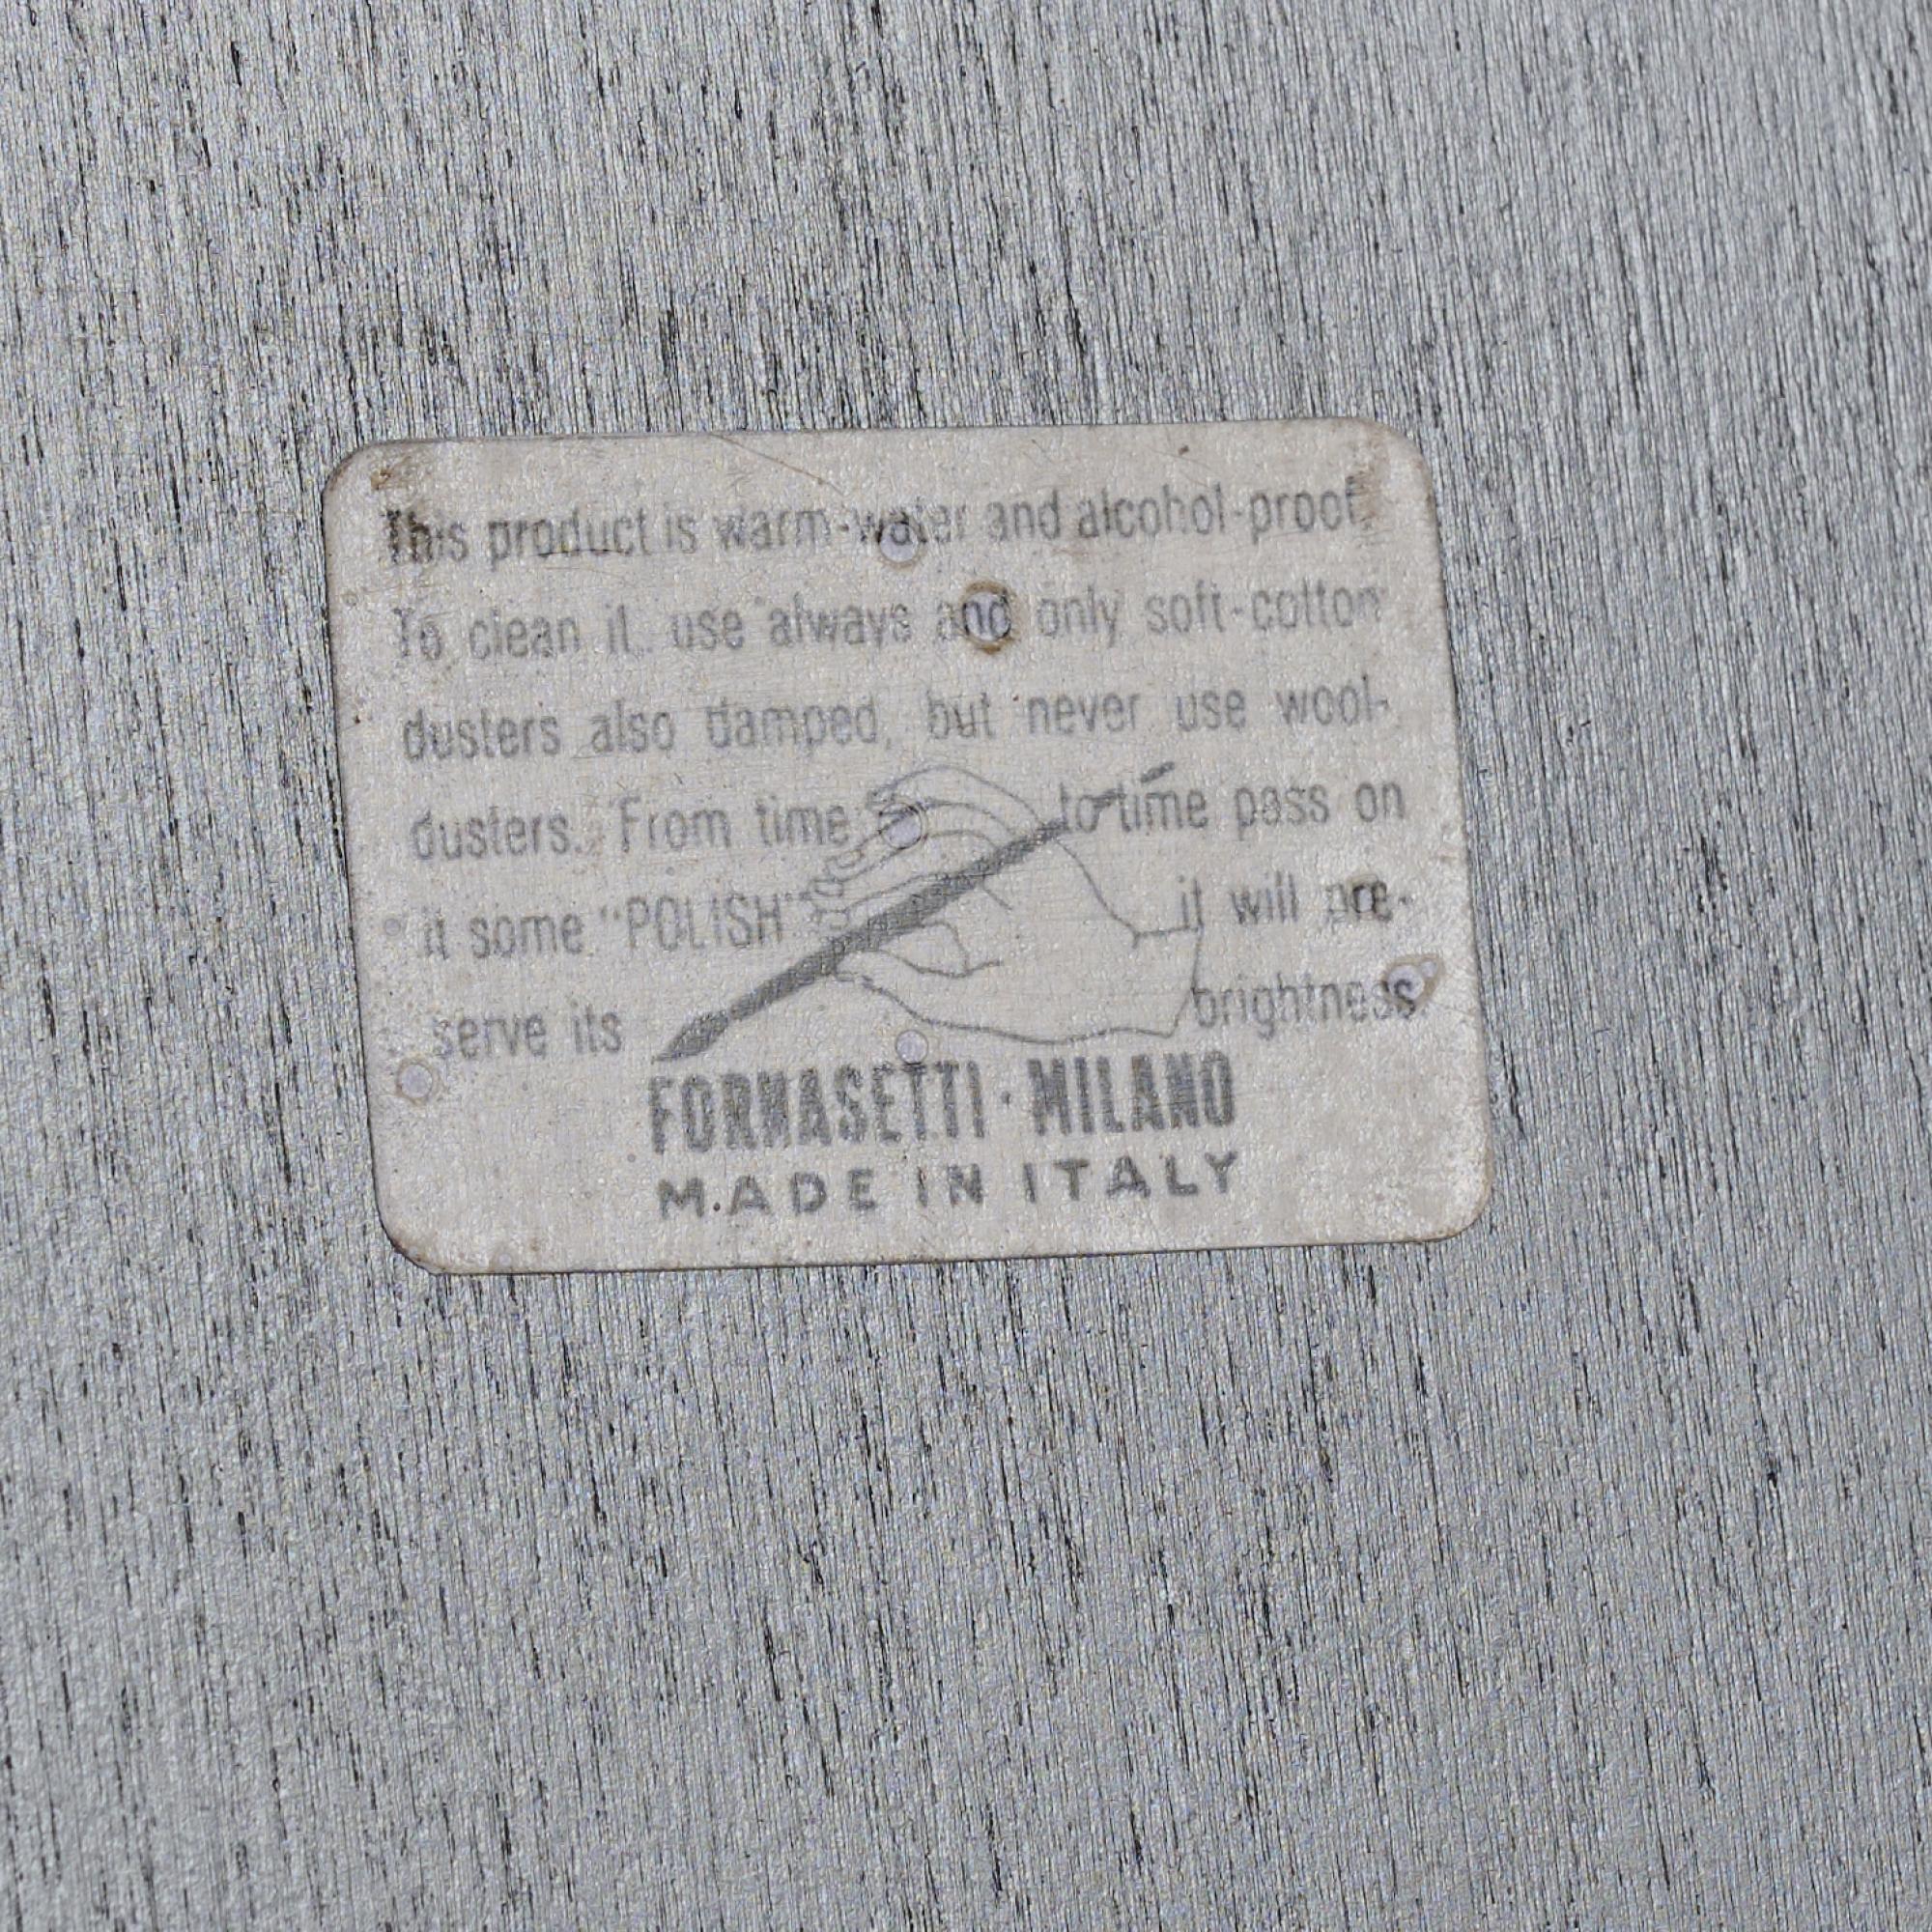 This product is warm-water and alcohol-proof.
To clean it use always and only soft-cotton
dusters also damped, but never use wool-
dusters. From time to time pass on
it some "POLISH" it will pre-
serve its brightness.
FORNASETTI · MILANO
MADE IN ITALY